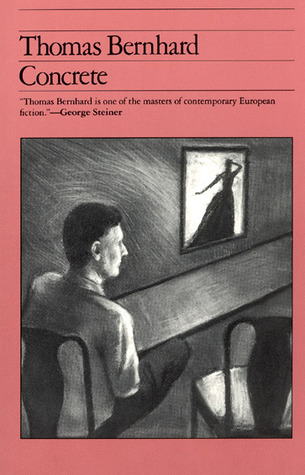 Thomas Bernhard
Concrete
“Thomas Bernhard is one of the masters of contemporary European
fiction.”—George Steiner